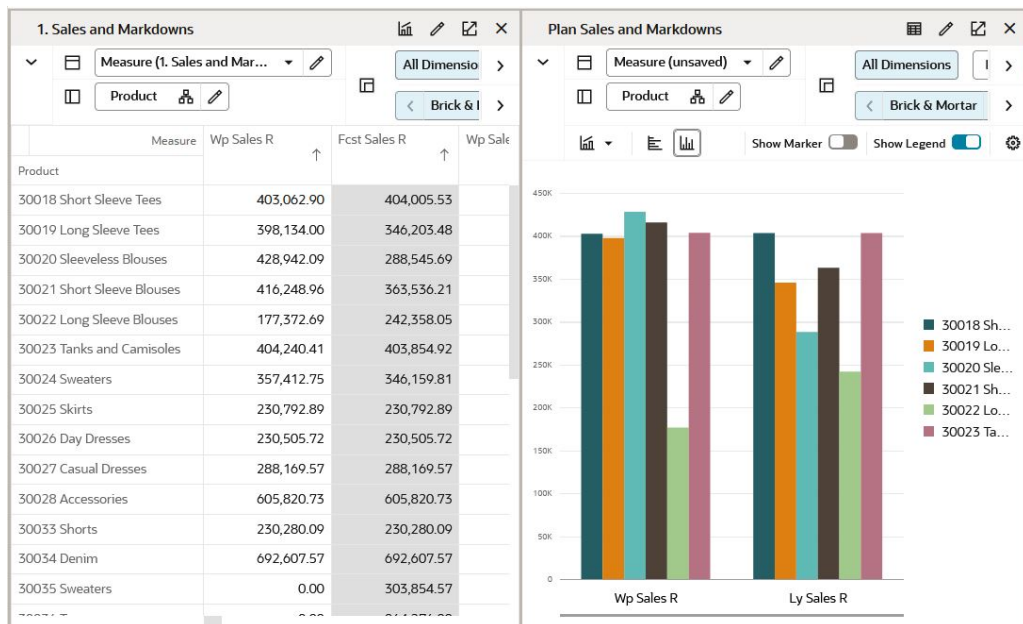 1. Sales and Markdowns
Measure (1. Sales and Mar...
All Dimensio
Product
Brick &
Measure
Wp Sales R
Fcst Sales R
Wp Sale
Product
30018 Short Sleeve Tees 403,062.90 404,005.53
30019 Long Sleeve Tees 398,134.00 346,203.48
30020 Sleeveless Blouses 428,942.09 288,545.69
30021 Short Sleeve Blouses 416,248.96 363,536.21
30022 Long Sleeve Blouses 177,372.69 242,358.05
30023 Tanks and Camisoles 404,240.41 403,854.92
30024 Sweaters 357,412.75 346,159.81
30025 Skirts 230,792.89 230,792.89
30026 Day Dresses 230,505.72 230,505.72
30027 Casual Dresses 288,169.57 288,169.57
30028 Accessories 605,820.73 605,820.73
30033 Shorts 230,280.09 230,280.09
30034 Denim 692,607.57 692,607.57
30035 Sweaters 0.00 303,854.57
Plan Sales and Markdowns
Measure (unsaved)
All Dimensions
Product
Brick & Mortar
Show Marker
Show Legend
450K
400K
350K
300K
250K
200K
150K
100K
50K
0
Wp Sales R
Ly Sales R
30018 Sh...
30019 Lo...
30020 Sle...
30021 Sh...
30022 Lo...
30023 Ta...